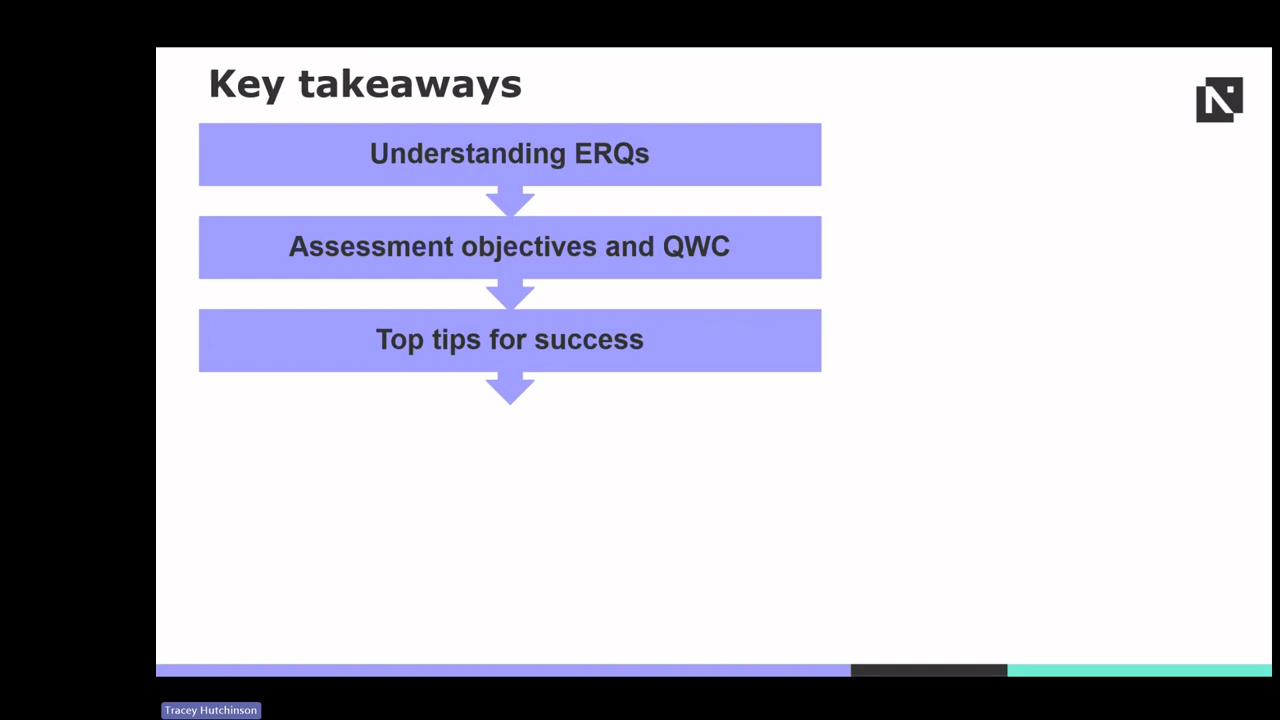 Key takeaways
Understanding ERQs
Assessment objectives and QWC
Top tips for success
Tracey Hutchinson